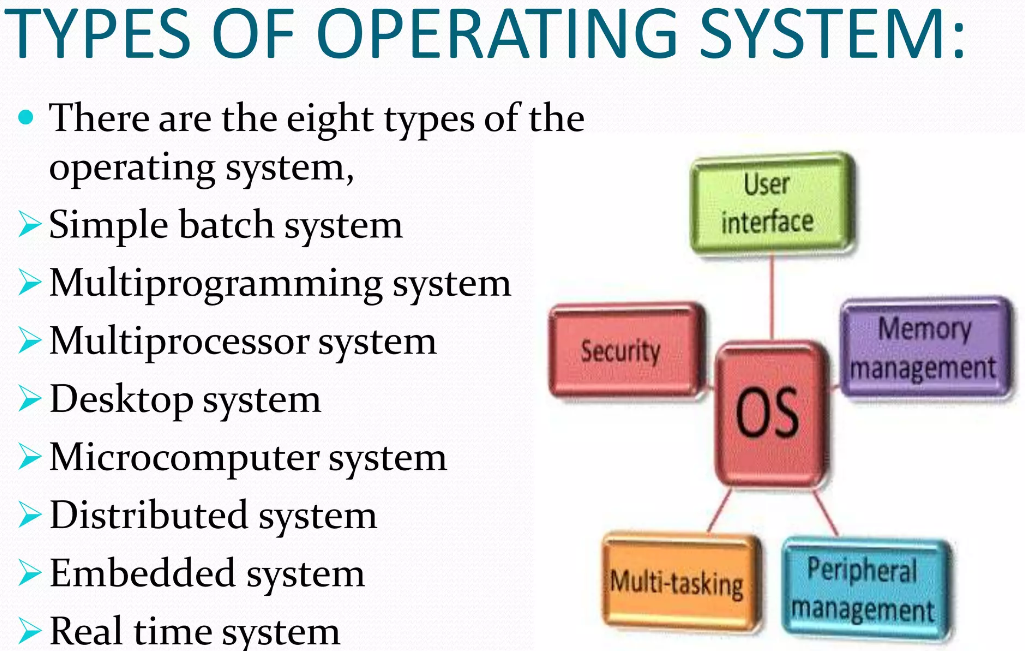 TYPES OF OPERATING SYSTEM:
There are the eight types of the
operating system,
Simple batch system
Multiprogramming system
Multiprocessor system
Desktop system
Microcomputer system
Distributed system
Embedded system
Real time system
User
interface
Security
Memory
management
OS
Multi-tasking
Peripheral
management